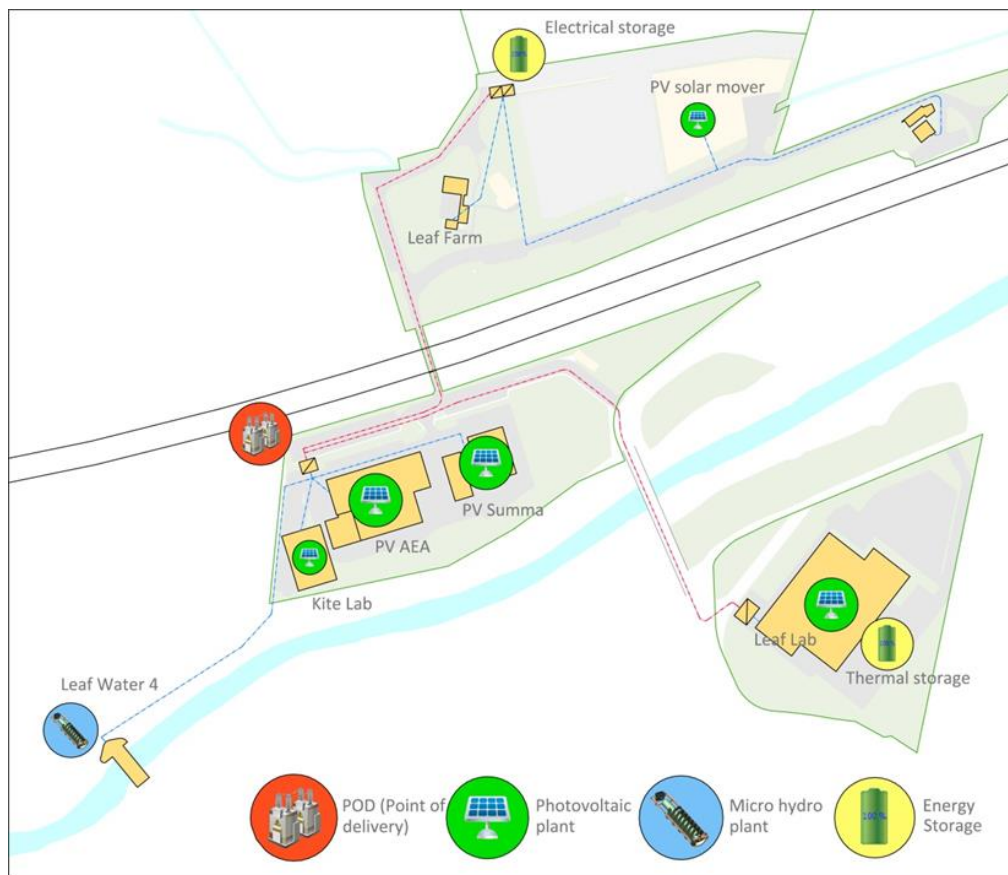 Electrical storage
PV solar mover
Leaf Farm
PV Summa
PV AEA
Kite Lab
Leaf Lab
Thermal storage
Leaf Water 4
POD (Point of
delivery)
Photovoltaic
plant
Micro hydro
plant
Energy
Storage
100 %